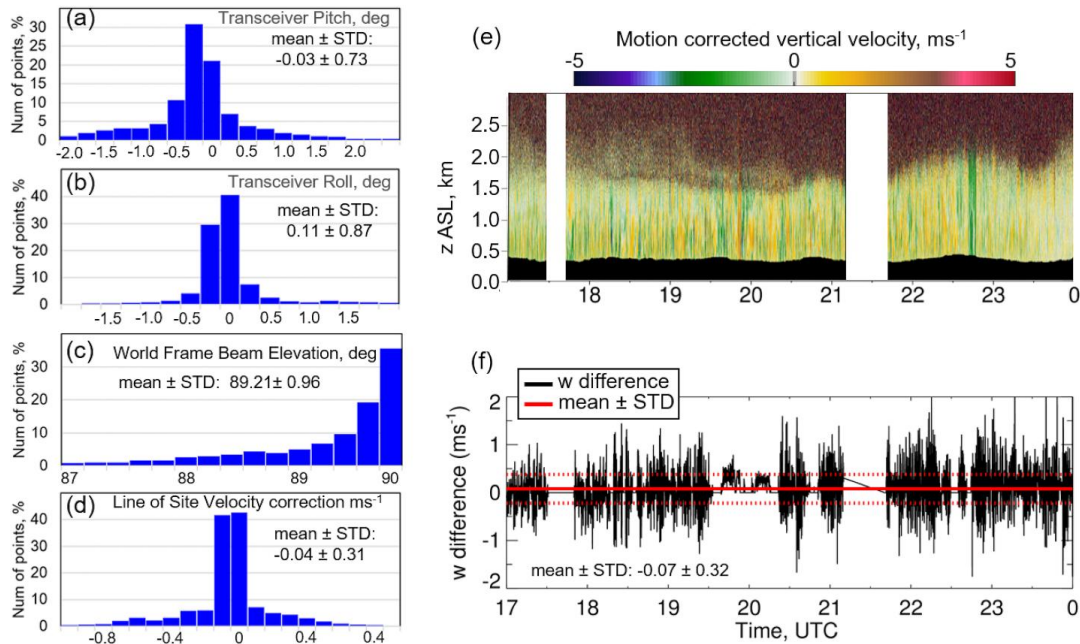 (a) Transceiver Pitch, deg
mean ± STD:
-0.03 ± 0.73
Num of points, %
30
25
20
15
10
5
0
-2.0 -1.0 -0.5 0 0.5 1.0 2.0
(b) Transceiver Roll, deg
mean ± STD:
0.11 ± 0.87
Num of points, %
40
30
20
10
0
-1.5 -1.0 -0.5 0 0.5 1.0 1.5
(c) World Frame Beam Elevation, deg
mean ± STD: 89.21± 0.96
Num of points, %
30
20
10
0
87 88 89 90
(d) Line of Site Velocity correction ms⁻¹
mean ± STD:
-0.04 ± 0.31
Num of points, %
40
30
20
10
0
-0.8 -0.4 0 0.4 0.4
(e) Motion corrected vertical velocity, ms⁻¹
-5 0 5
z ASL, km
2.5
2.0
1.5
1.0
0.5
0.0
18 19 20 21 22 23 0
(f)
w difference
mean ± STD
w difference (ms⁻¹)
2
1
0
-1
-2
mean ± STD: -0.07 ± 0.32
17 18 19 20 21 22 23 0
Time, UTC